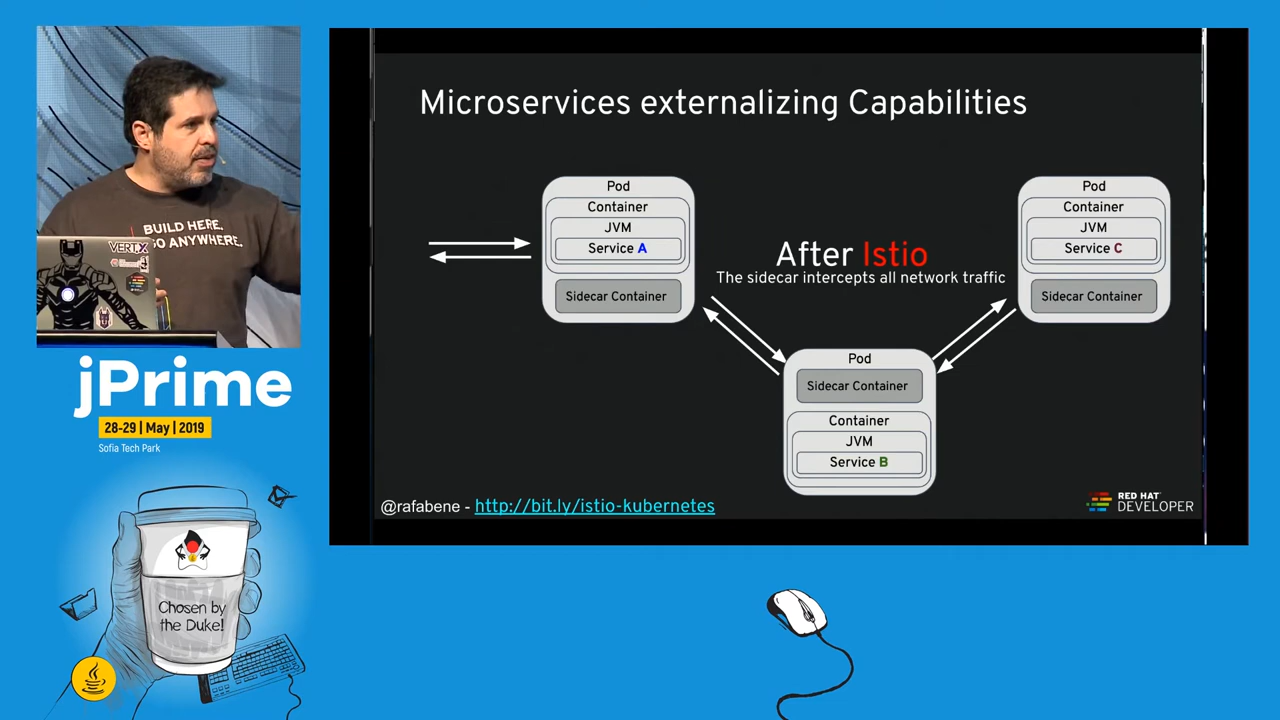 BUILD HERE.
GO ANYWHERE.
VERT.X
jPrime
28-29 | May | 2019
Sofia Tech Park
Chosen by
the Duke!
Microservices externalizing Capabilities
Pod
Container
JVM
Service A
Sidecar Container
After Istio
The sidecar intercepts all network traffic
Pod
Container
JVM
Service C
Sidecar Container
Pod
Sidecar Container
Container
JVM
Service B
@rafabene - http://bit.ly/istio-kubernetes
RED HAT
DEVELOPER